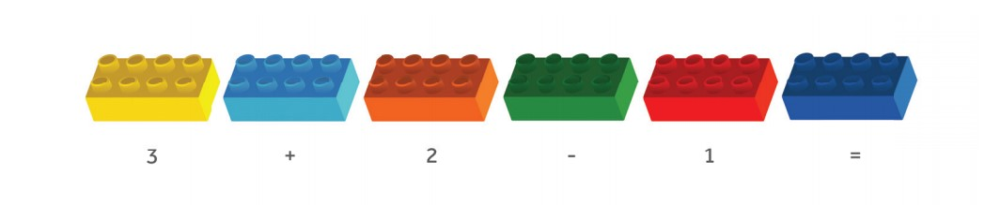 3 + 2 - 1 =